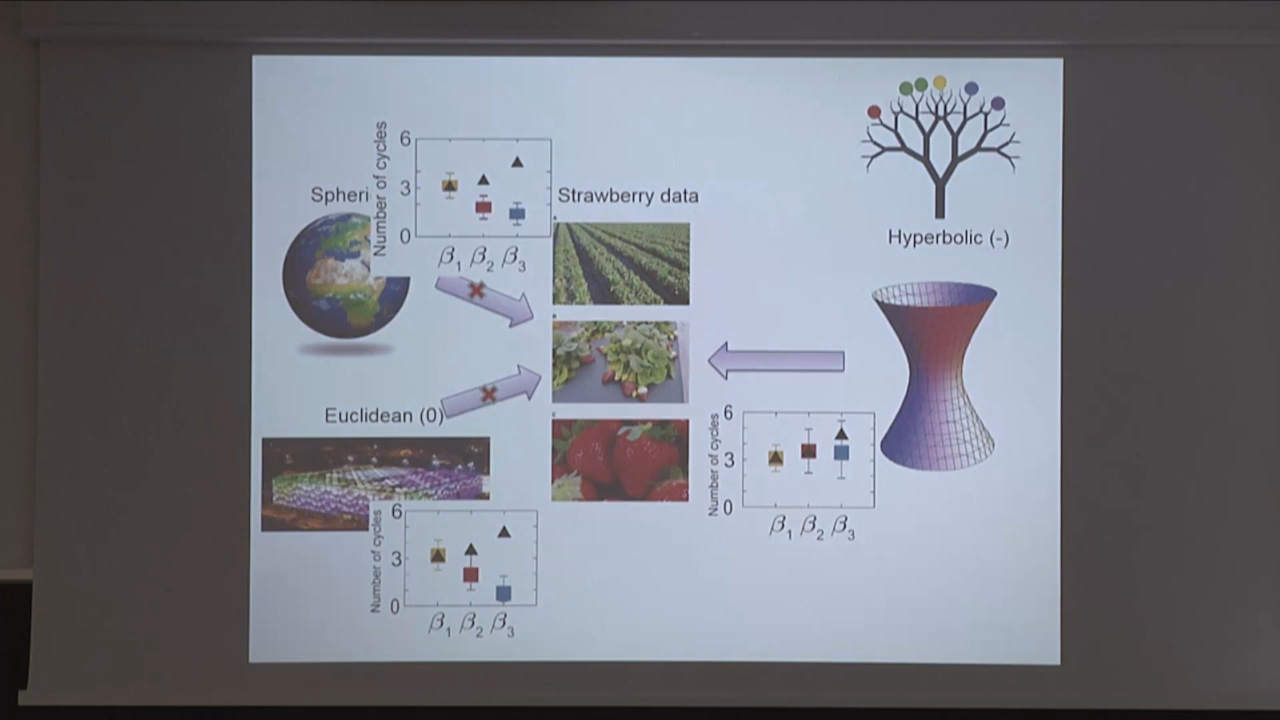 Spheri
Number of cycles
6
3
0
β1 β2 β3
Strawberry data
Hyperbolic (-)
Euclidean (0)
Number of cycles
6
3
0
β1 β2 β3
Number of cycles
6
3
0
β1 β2 β3